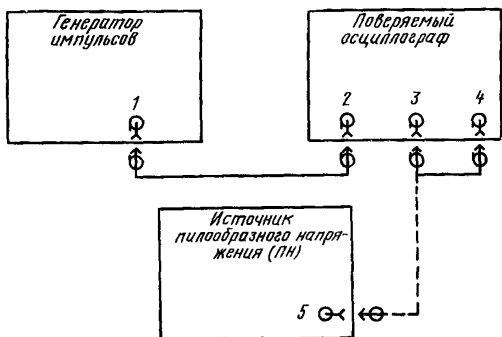 Генератор
импульсов
1
Поверяемый
осциллограф
2 3 4
Источник
пилообразного напря-
жения (ПН)
5